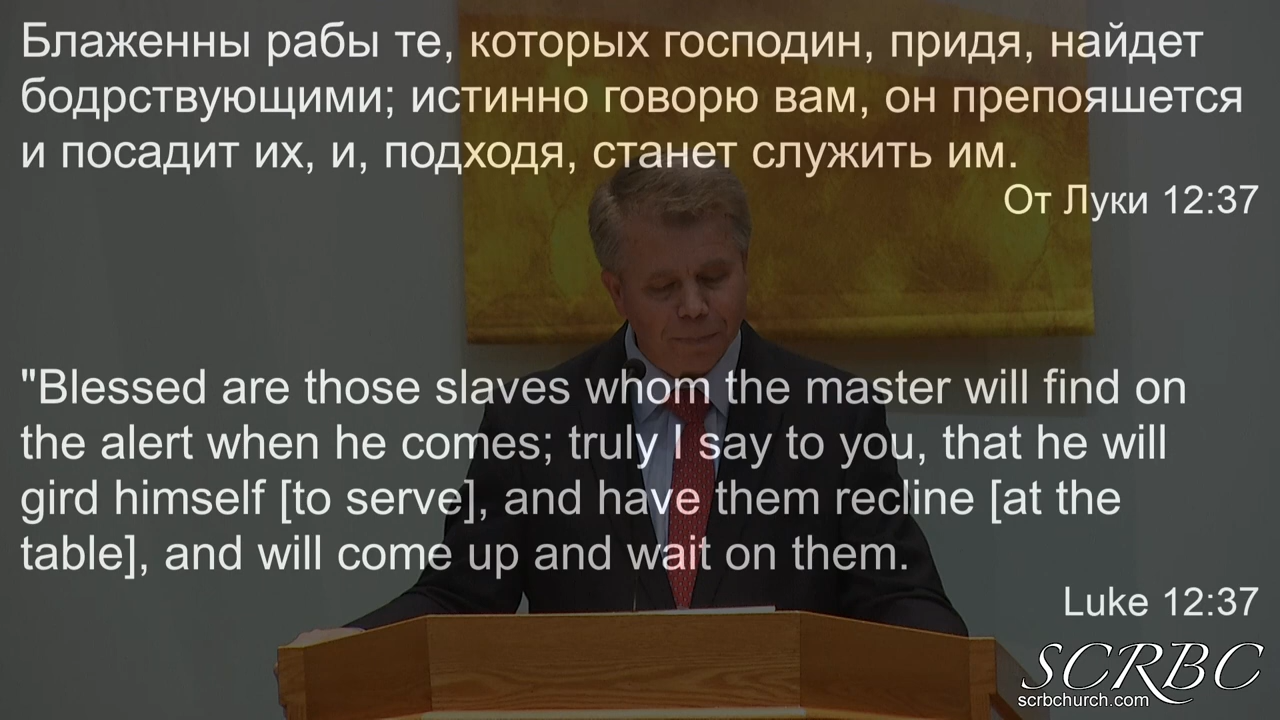 Блаженны рабы те, которых господин, придя, найдет
бодрствующими; истинно говорю вам, он препояшется
и посадит их, и, подходя, станет служить им.
От Луки 12:37
"Blessed are those slaves whom the master will find on
the alert when he comes; truly I say to you, that he will
gird himself [to serve], and have them recline [at the
table], and will come up and wait on them.
Luke 12:37
SCRBC
scrbchurch.com